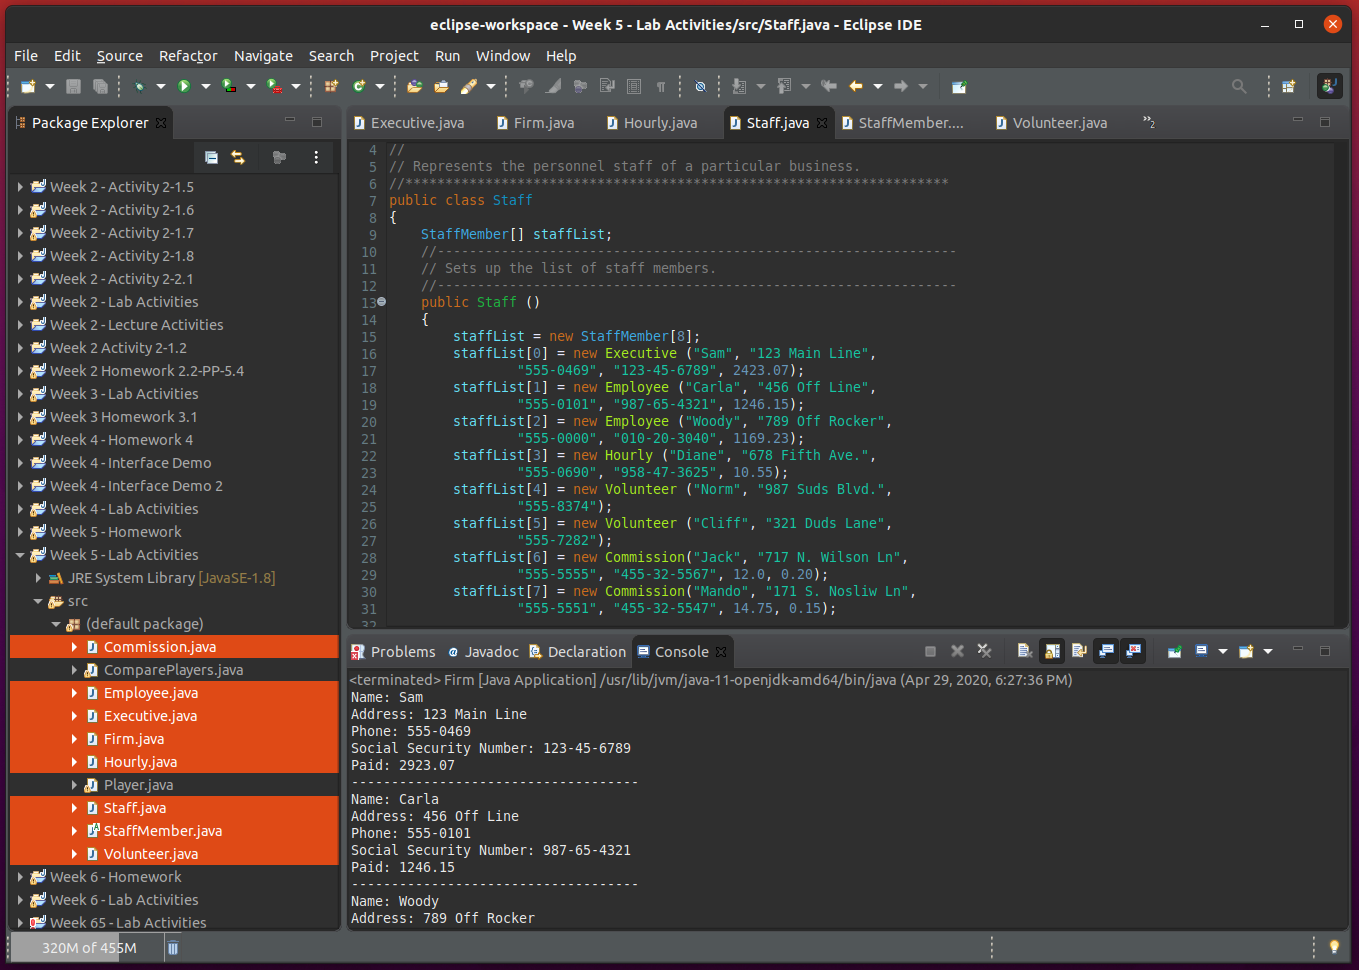 eclipse-workspace - Week 5 - Lab Activities/src/Staff.java - Eclipse IDE
File Edit Source Refactor Navigate Search Project Run Window Help
Package Explorer
Week 2 - Activity 2-1.5
Week 2 - Activity 2-1.6
Week 2 - Activity 2-1.7
Week 2 - Activity 2-1.8
Week 2 - Activity 2-2.1
Week 2 - Lab Activities
Week 2 - Lecture Activities
Week 2 Activity 2-1.2
Week 2 Homework 2.2-PP-5.4
Week 3 - Lab Activities
Week 3 Homework 3.1
Week 4 - Homework 4
Week 4 - Interface Demo
Week 4 - Interface Demo 2
Week 4 - Lab Activities
Week 5 - Homework
Week 5 - Lab Activities
JRE System Library [JavaSE-1.8]
src
(default package)
Commission.java
ComparePlayers.java
Employee.java
Executive.java
Firm.java
Hourly.java
Player.java
Staff.java
StaffMember.java
Volunteer.java
Week 6 - Homework
Week 6 - Lab Activities
Week 65 - Lab Activities
320M of 455M
Executive.java Firm.java Hourly.java Staff.java StaffMember.... Volunteer.java »2
4 //
5 // Represents the personnel staff of a particular business.
6 //********************************************************************
7 public class Staff
8 {
9 StaffMember[] staffList;
10 //-----------------------------------------------------------------
11 // Sets up the list of staff members.
12 //-----------------------------------------------------------------
13 public Staff ()
14 {
15 staffList = new StaffMember[8];
16 staffList[0] = new Executive ("Sam", "123 Main Line",
17 "555-0469", "123-45-6789", 2423.07);
18 staffList[1] = new Employee ("Carla", "456 Off Line",
19 "555-0101", "987-65-4321", 1246.15);
20 staffList[2] = new Employee ("Woody", "789 Off Rocker",
21 "555-0000", "010-20-3040", 1169.23);
22 staffList[3] = new Hourly ("Diane", "678 Fifth Ave.",
23 "555-0690", "958-47-3625", 10.55);
24 staffList[4] = new Volunteer ("Norm", "987 Suds Blvd.",
25 "555-8374");
26 staffList[5] = new Volunteer ("Cliff", "321 Duds Lane",
27 "555-7282");
28 staffList[6] = new Commission("Jack", "717 N. Wilson Ln",
29 "555-5555", "455-32-5567", 12.0, 0.20);
30 staffList[7] = new Commission("Mando", "171 S. Nosliw Ln",
31 "555-5551", "455-32-5547", 14.75, 0.15);
32
Problems Javadoc Declaration Console
<terminated> Firm [Java Application] /usr/lib/jvm/java-11-openjdk-amd64/bin/java (Apr 29, 2020, 6:27:36 PM)
Name: Sam
Address: 123 Main Line
Phone: 555-0469
Social Security Number: 123-45-6789
Paid: 2923.07
------------------------------------
Name: Carla
Address: 456 Off Line
Phone: 555-0101
Social Security Number: 987-65-4321
Paid: 1246.15
------------------------------------
Name: Woody
Address: 789 Off Rocker